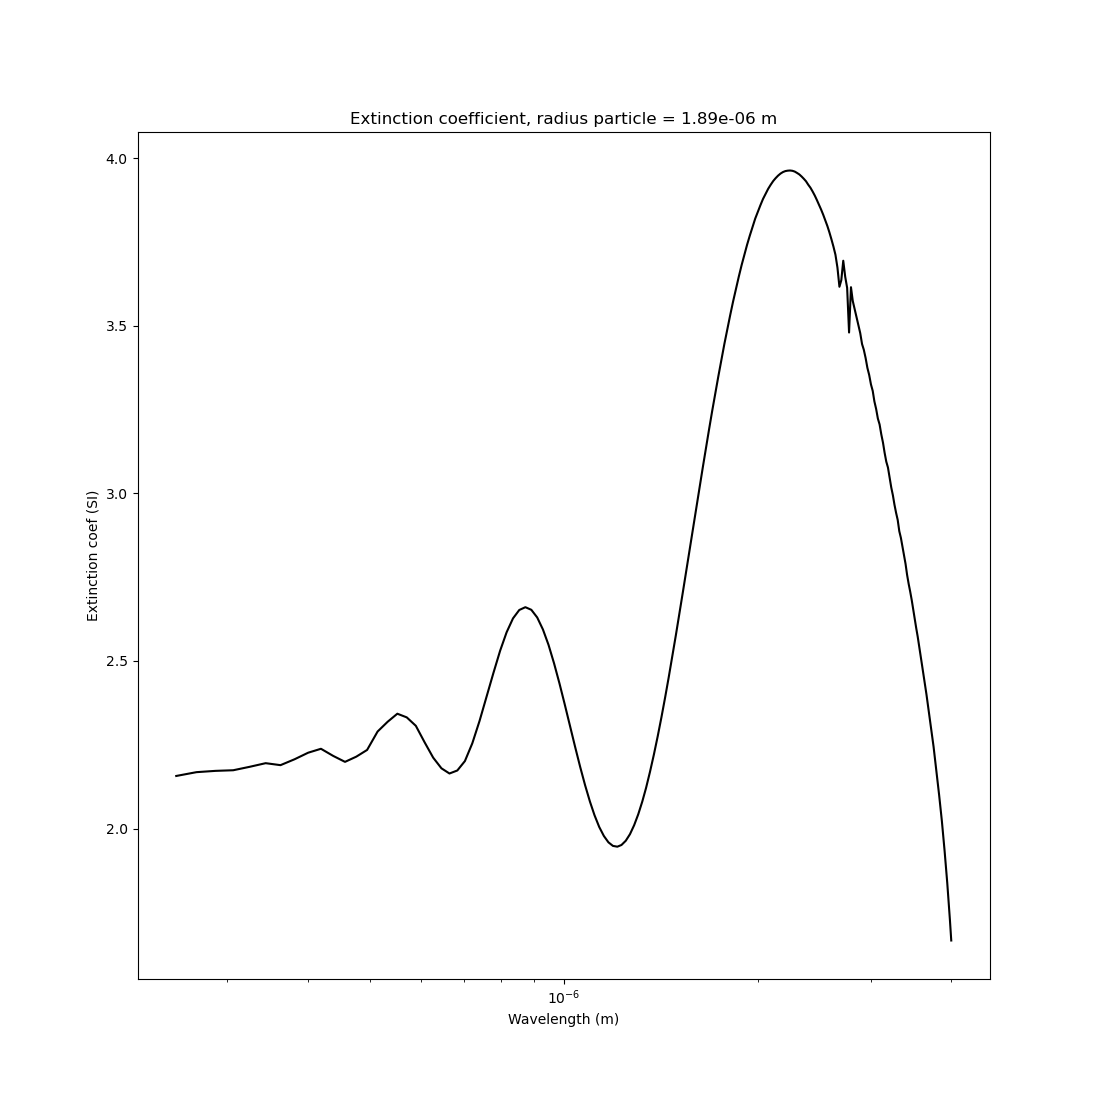 Extinction coefficient, radius particle = 1.89e-06 m
4.0
3.5
3.0
2.5
2.0
Extinction coef (SI)
10⁻⁶
Wavelength (m)